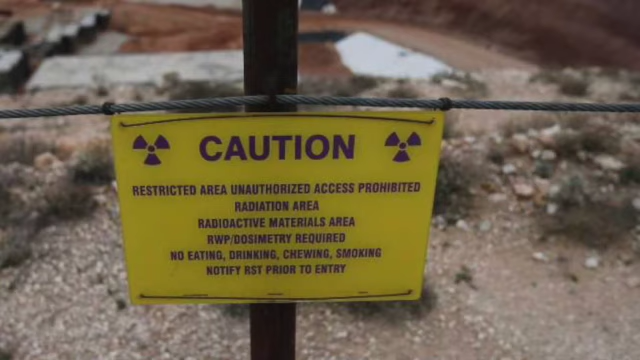 CAUTION
RESTRICTED AREA UNAUTHORIZED ACCESS PROHIBITED
RADIATION AREA
RADIOACTIVE MATERIALS AREA
RWP/DOSIMETRY REQUIRED
NO EATING, DRINKING, CHEWING, SMOKING
NOTIFY RST PRIOR TO ENTRY